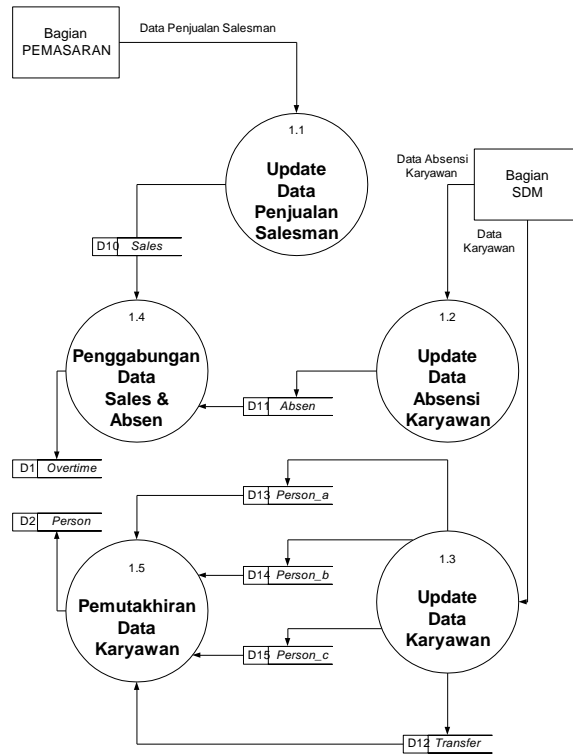 Bagian
PEMASARAN
Data Penjualan Salesman
1.1
Update
Data
Penjualan
Salesman
Data Absensi
Karyawan
Bagian
SDM
Data
Karyawan
D10 Sales
1.4
Penggabungan
Data
Sales &
Absen
1.2
Update
Data
Absensi
Karyawan
D11 Absen
D1 Overtime
D2 Person
D13 Person_a
1.5
Pemutakhiran
Data
Karyawan
D14 Person_b
1.3
Update
Data
Karyawan
D15 Person_c
D12 Transfer